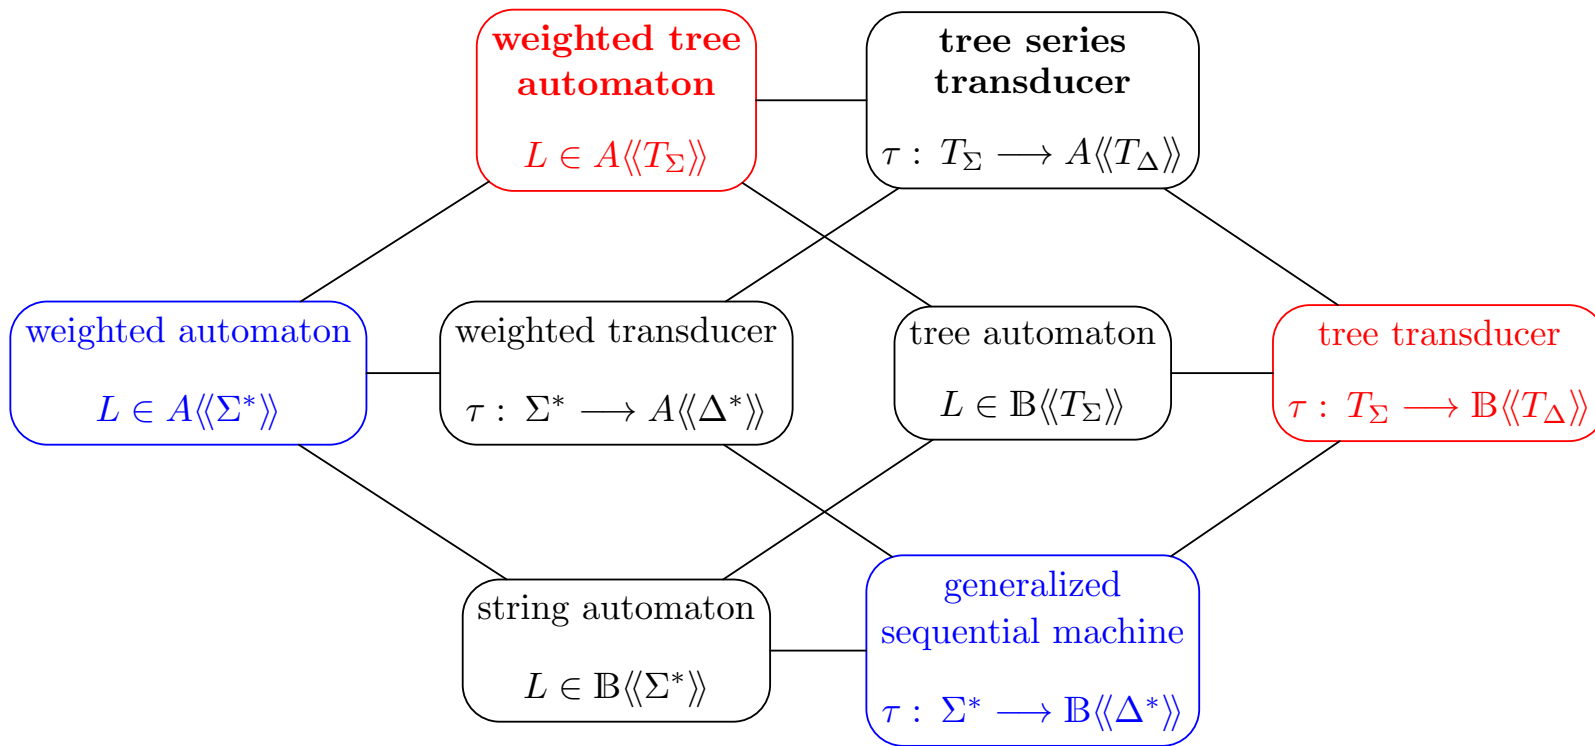 weighted tree
automaton
L ∈ A⟨⟨T_Σ⟩⟩
tree series
transducer
τ : T_Σ ⟶ A⟨⟨T_Δ⟩⟩
weighted automaton
L ∈ A⟨⟨Σ*⟩⟩
weighted transducer
τ : Σ* ⟶ A⟨⟨Δ*⟩⟩
tree automaton
L ∈ 𝔹⟨⟨T_Σ⟩⟩
tree transducer
τ : T_Σ ⟶ 𝔹⟨⟨T_Δ⟩⟩
string automaton
L ∈ 𝔹⟨⟨Σ*⟩⟩
generalized
sequential machine
τ : Σ* ⟶ 𝔹⟨⟨Δ*⟩⟩